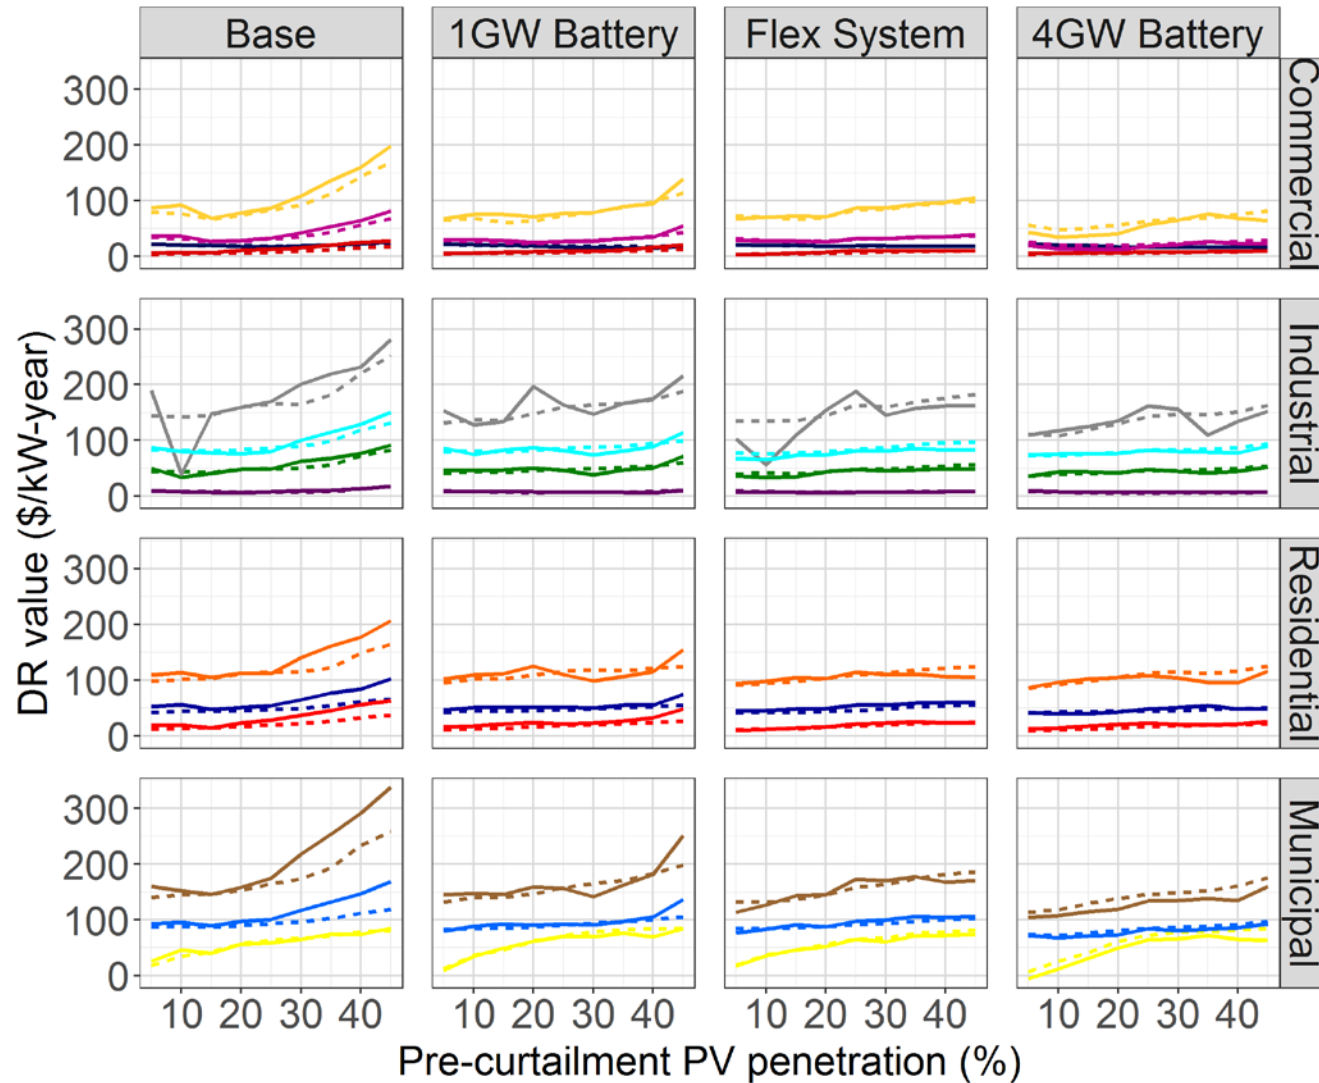 Base 1GW Battery Flex System 4GW Battery
DR value ($/kW-year)
300
200
100
0
Commercial
300
200
100
0
Industrial
300
200
100
0
Residential
300
200
100
0
Municipal
10 20 30 40 10 20 30 40 10 20 30 40 10 20 30 40
Pre-curtailment PV penetration (%)